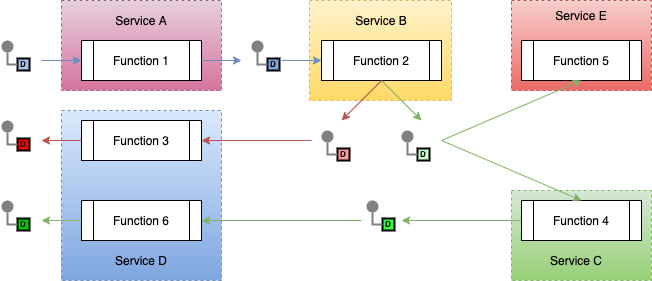 Service A
Service B
Service E
D
Function 1
D
Function 2
Function 5
D
Function 3
D
D
D
Function 6
D
Function 4
Service D
Service C